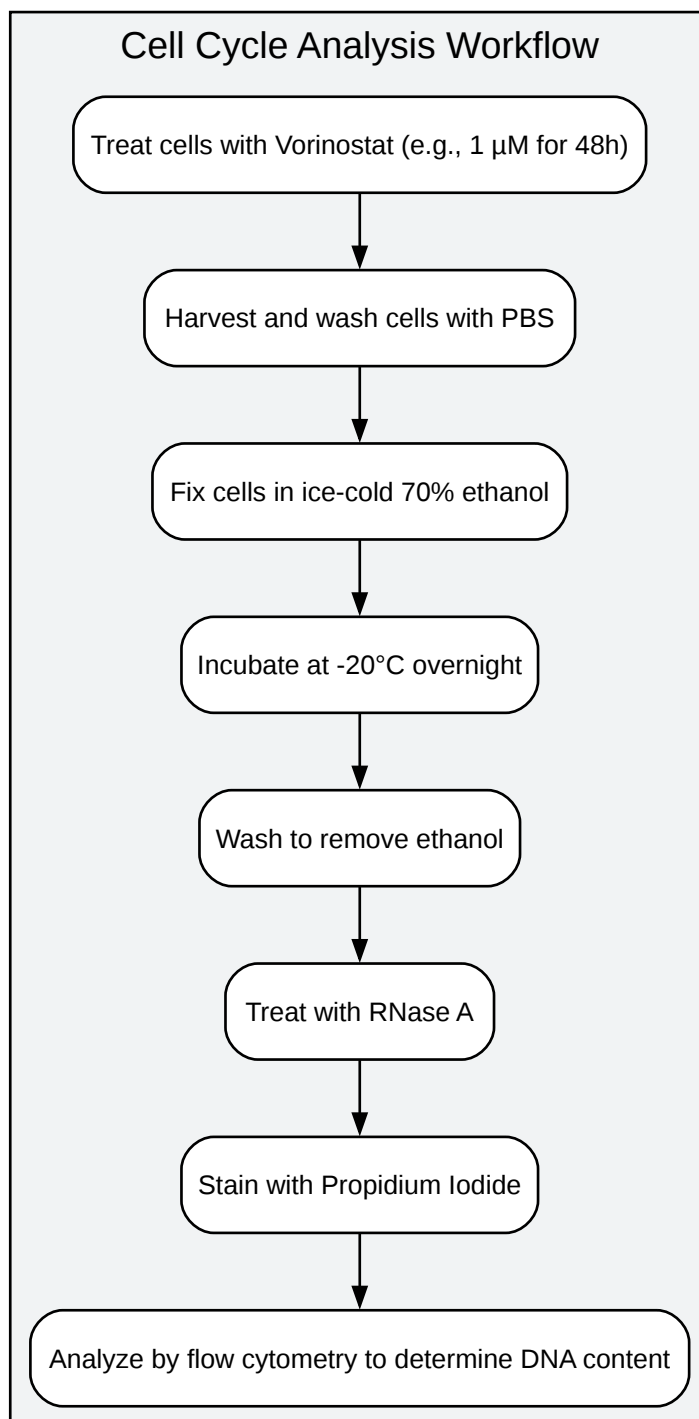 Cell Cycle Analysis Workflow
Treat cells with Vorinostat (e.g., 1 µM for 48h)
Harvest and wash cells with PBS
Fix cells in ice-cold 70% ethanol
Incubate at -20°C overnight
Wash to remove ethanol
Treat with RNase A
Stain with Propidium Iodide
Analyze by flow cytometry to determine DNA content